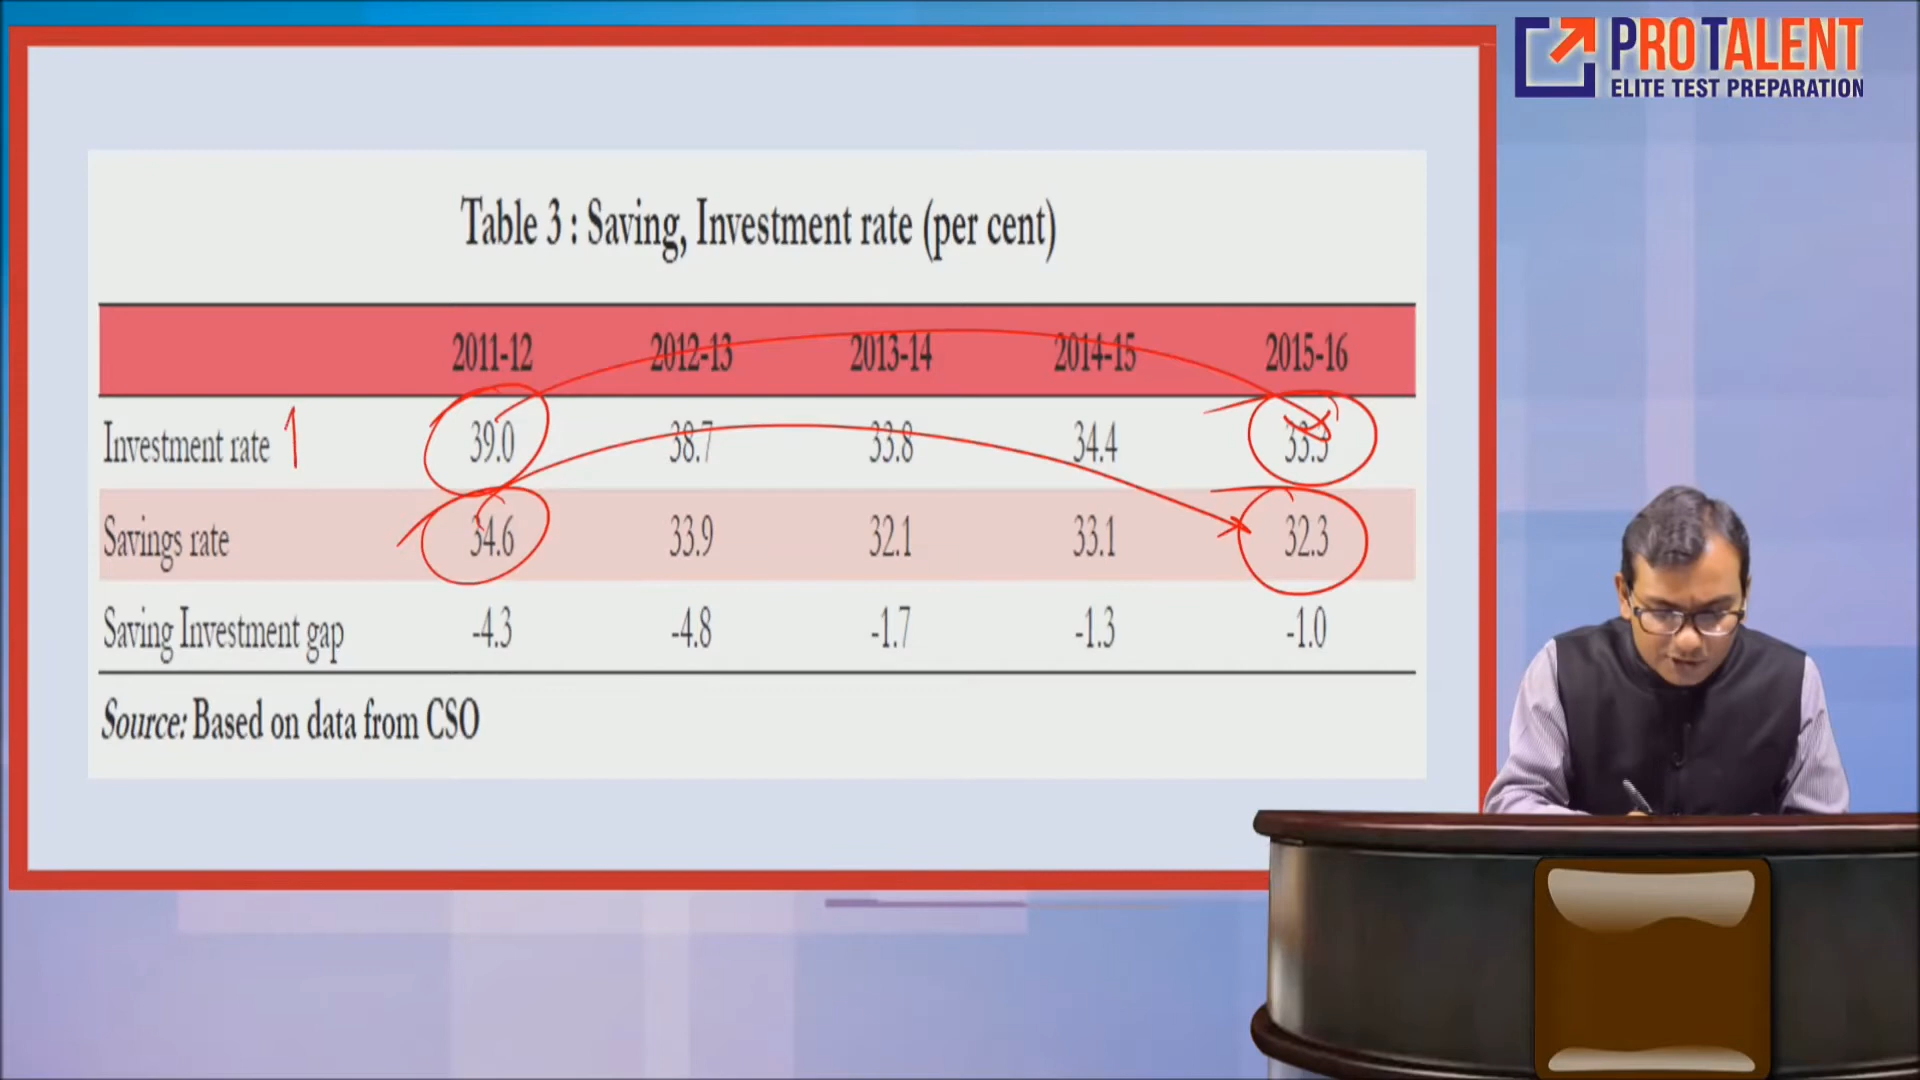 PROTALENT
ELITE TEST PREPARATION
Table 3 : Saving, Investment rate (per cent)
2011-12 2012-13 2013-14 2014-15 2015-16
Investment rate 1 39.0 38.7 33.8 34.4 33.3
Savings rate 34.6 33.9 32.1 33.1 32.3
Saving Investment gap -4.3 -4.8 -1.7 -1.3 -1.0
Source: Based on data from CSO